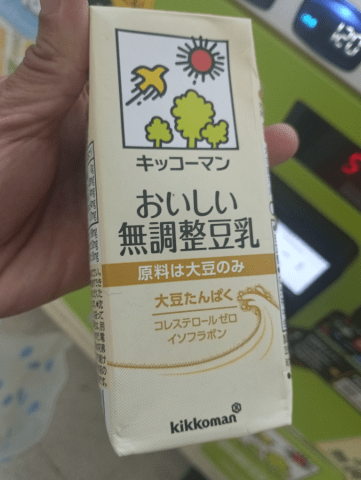 キッコーマン
おいしい
無調整豆乳
原料は大豆のみ
大豆たんぱく
コレステロールゼロ
イソフラボン
kikkoman®
120